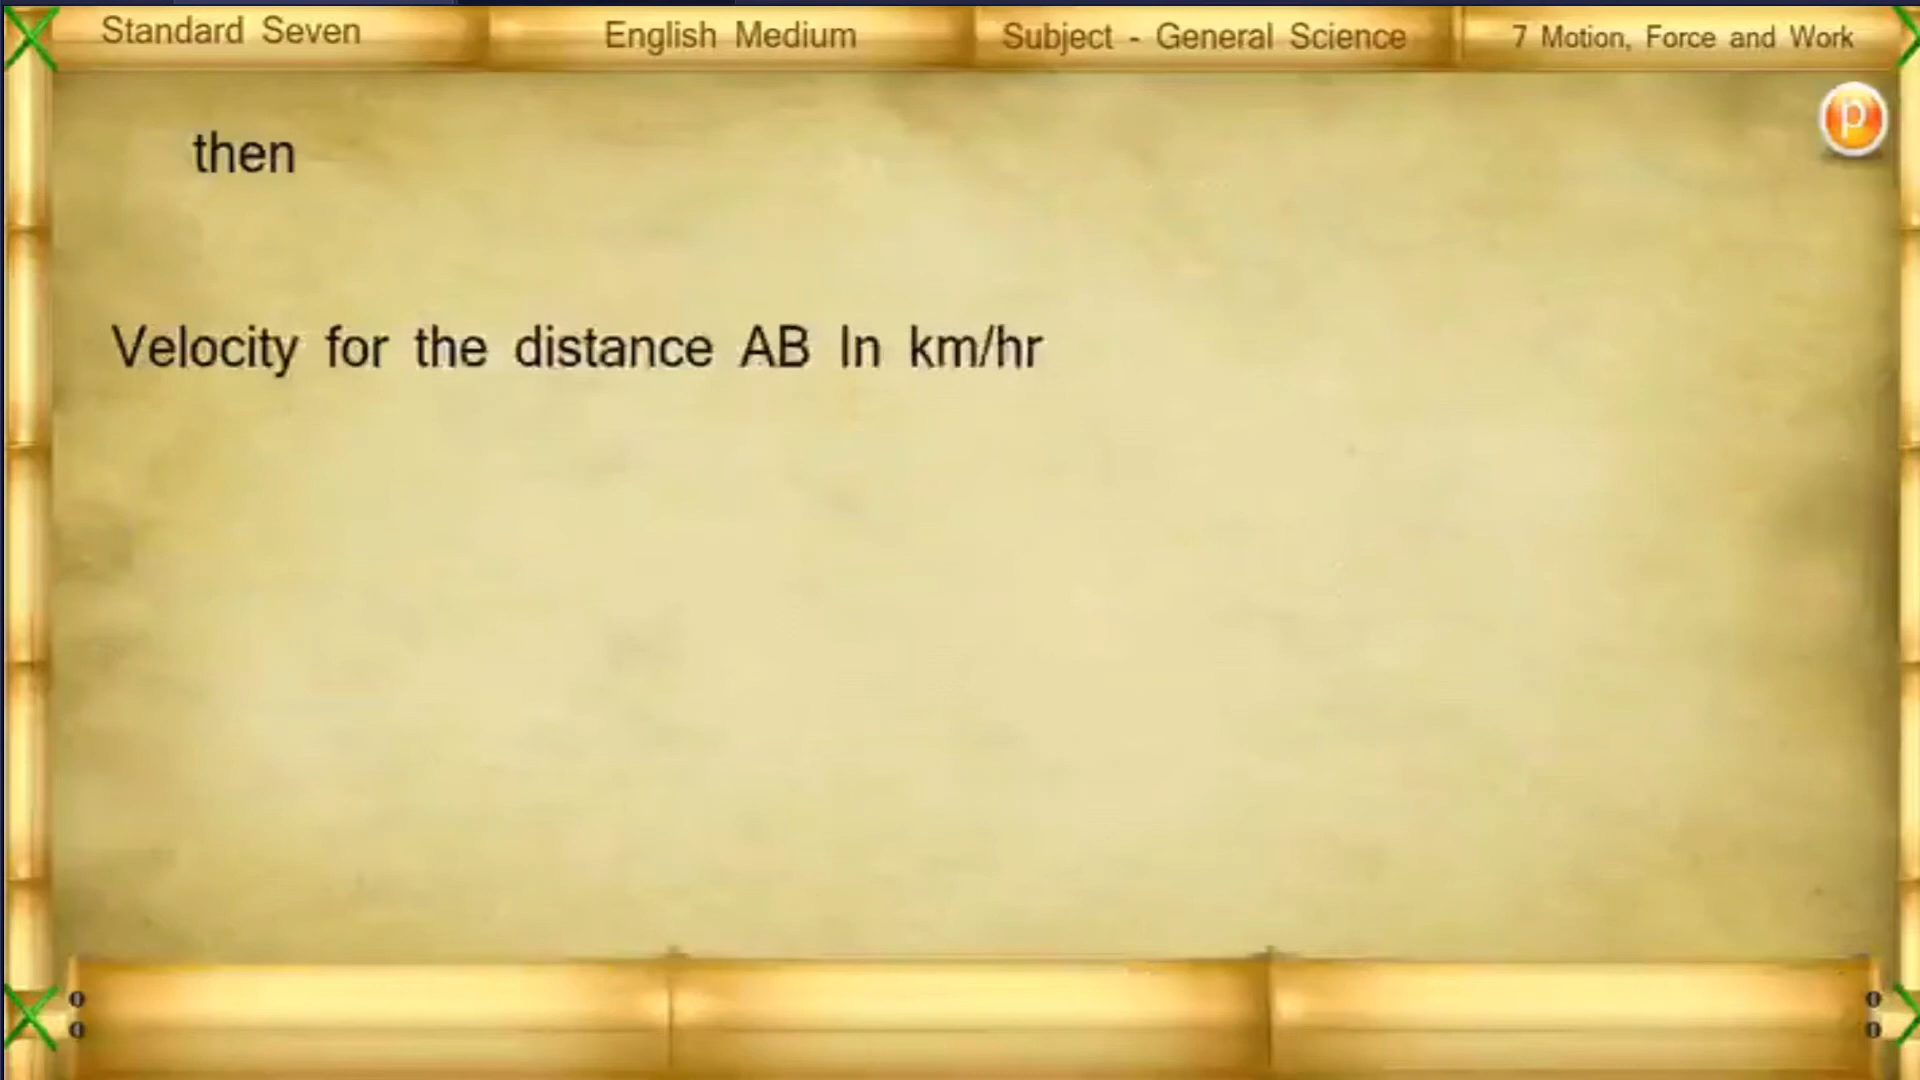 Standard Seven English Medium Subject - General Science 7 Motion, Force and Work
p
then
Velocity for the distance AB In km/hr